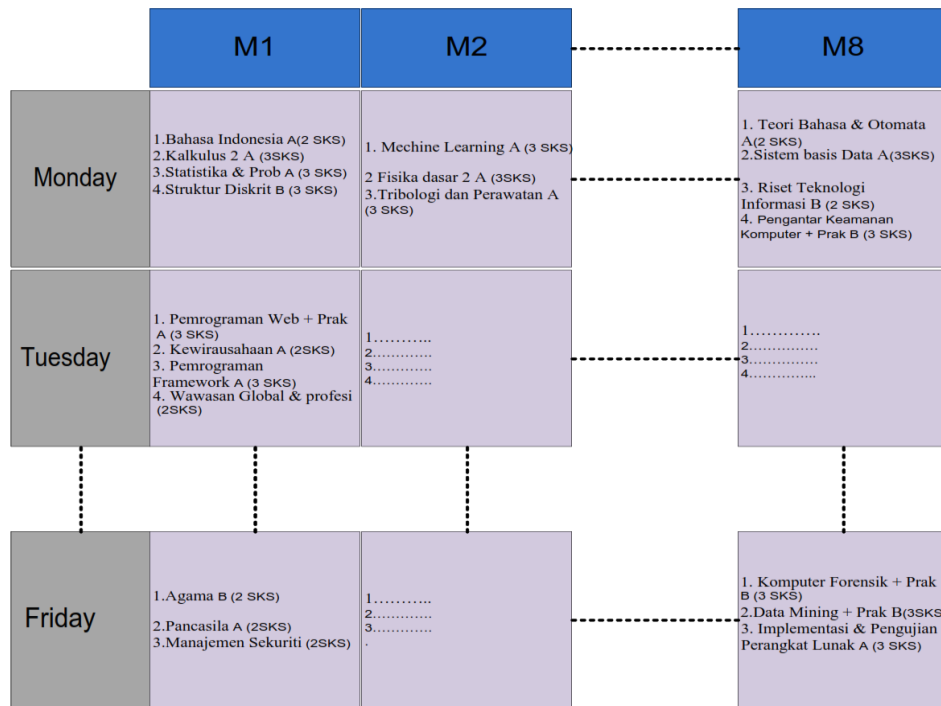 M1
M2
M8
Monday
1.Bahasa Indonesia A(2 SKS)
2.Kalkulus 2 A (3SKS)
3.Statistika & Prob A (3 SKS)
4.Struktur Diskrit B (3 SKS)
1. Mechine Learning A (3 SKS)
2 Fisika dasar 2 A (3SKS)
3.Tribologi dan Perawatan A
(3 SKS)
1. Teori Bahasa & Otomata
A(2 SKS)
2.Sistem basis Data A(3SKS)
3. Riset Teknologi
Informasi B (2 SKS)
4. Pengantar Keamanan
Komputer + Prak B (3 SKS)
Tuesday
1. Pemrograman Web + Prak
A (3 SKS)
2. Kewirausahaan A (2SKS)
3. Pemrograman
Framework A (3 SKS)
4. Wawasan Global & profesi
(2SKS)
1………..
2…………
3…………
4…………
1………….
2……………
3……………
4…………...
Friday
1.Agama B (2 SKS)
2.Pancasila A (2SKS)
3.Manajemen Sekuriti (2SKS)
1………..
2…………
3…………
.
1. Komputer Forensik + Prak
B (3 SKS)
2.Data Mining + Prak B(3SKS
3. Implementasi & Pengujian
Perangkat Lunak A (3 SKS)